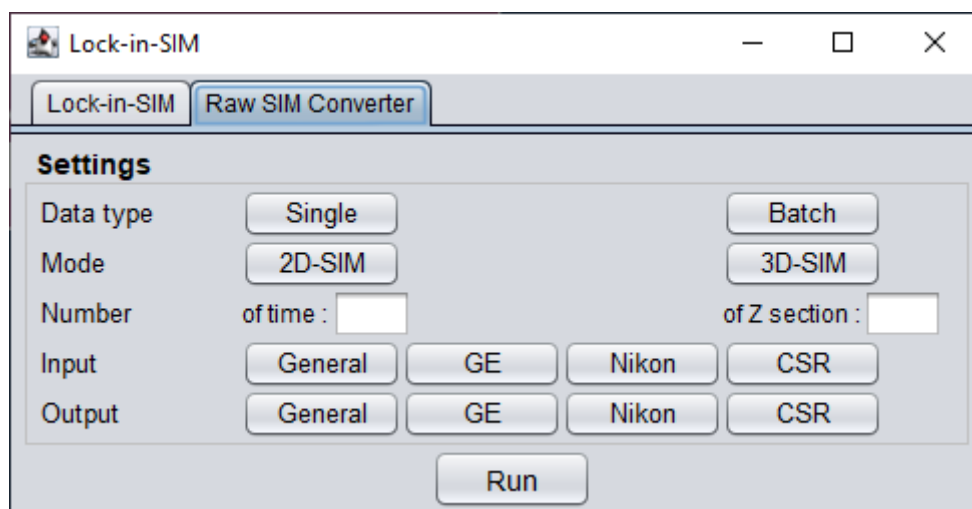 Lock-in-SIM
Lock-in-SIM Raw SIM Converter
Settings
Data type Single Batch
Mode 2D-SIM 3D-SIM
Number of time : of Z section :
Input General GE Nikon CSR
Output General GE Nikon CSR
Run